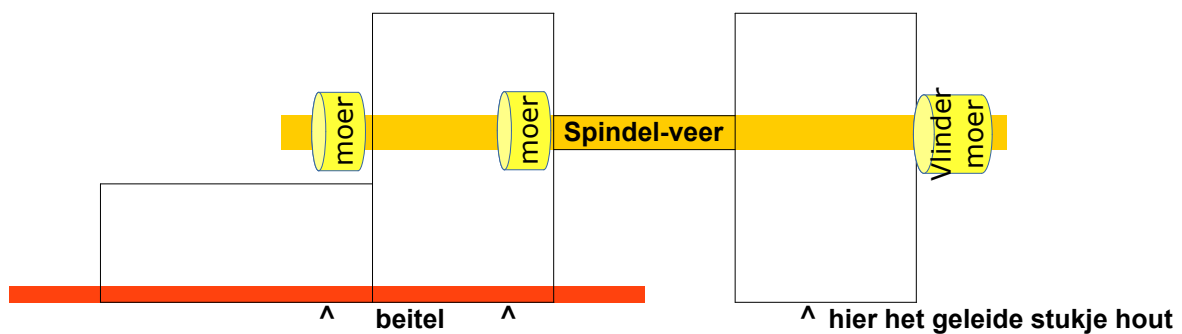 moer
moer
Spindel-veer
Vlinder
moer
^ beitel ^ ^ hier het geleide stukje hout